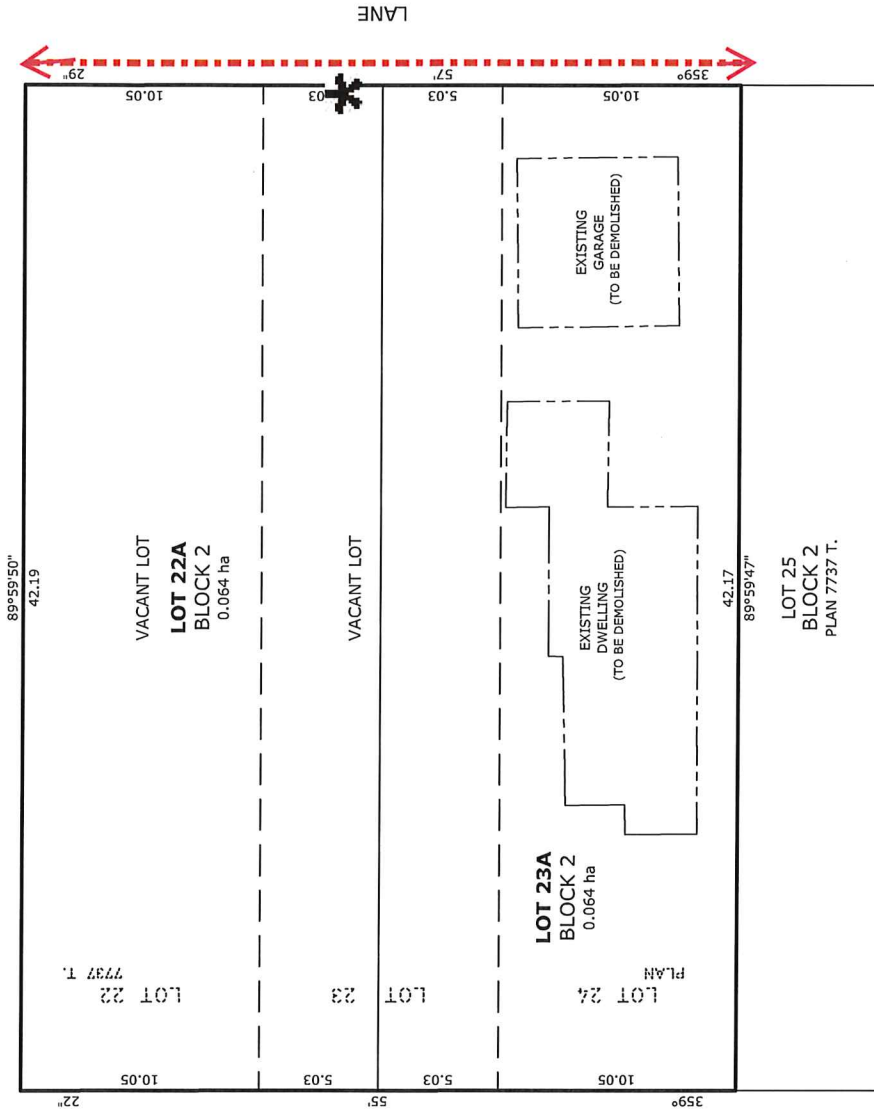 LANE
29"
57'
359°
10.05
.03
5.03
10.05
89°59'50"
42.19
VACANT LOT
LOT 22A
BLOCK 2
0.064 ha
VACANT LOT
EXISTING
GARAGE
(TO BE DEMOLISHED)
EXISTING
DWELLING
(TO BE DEMOLISHED)
42.17
89°59'47"
LOT 25
BLOCK 2
PLAN 7737 T.
LOT 23A
BLOCK 2
0.064 ha
LOT 22
7737 T.
LOT 23
LOT 24
PLAN
10.05
5.03
5.03
10.05
22"
55'
359°